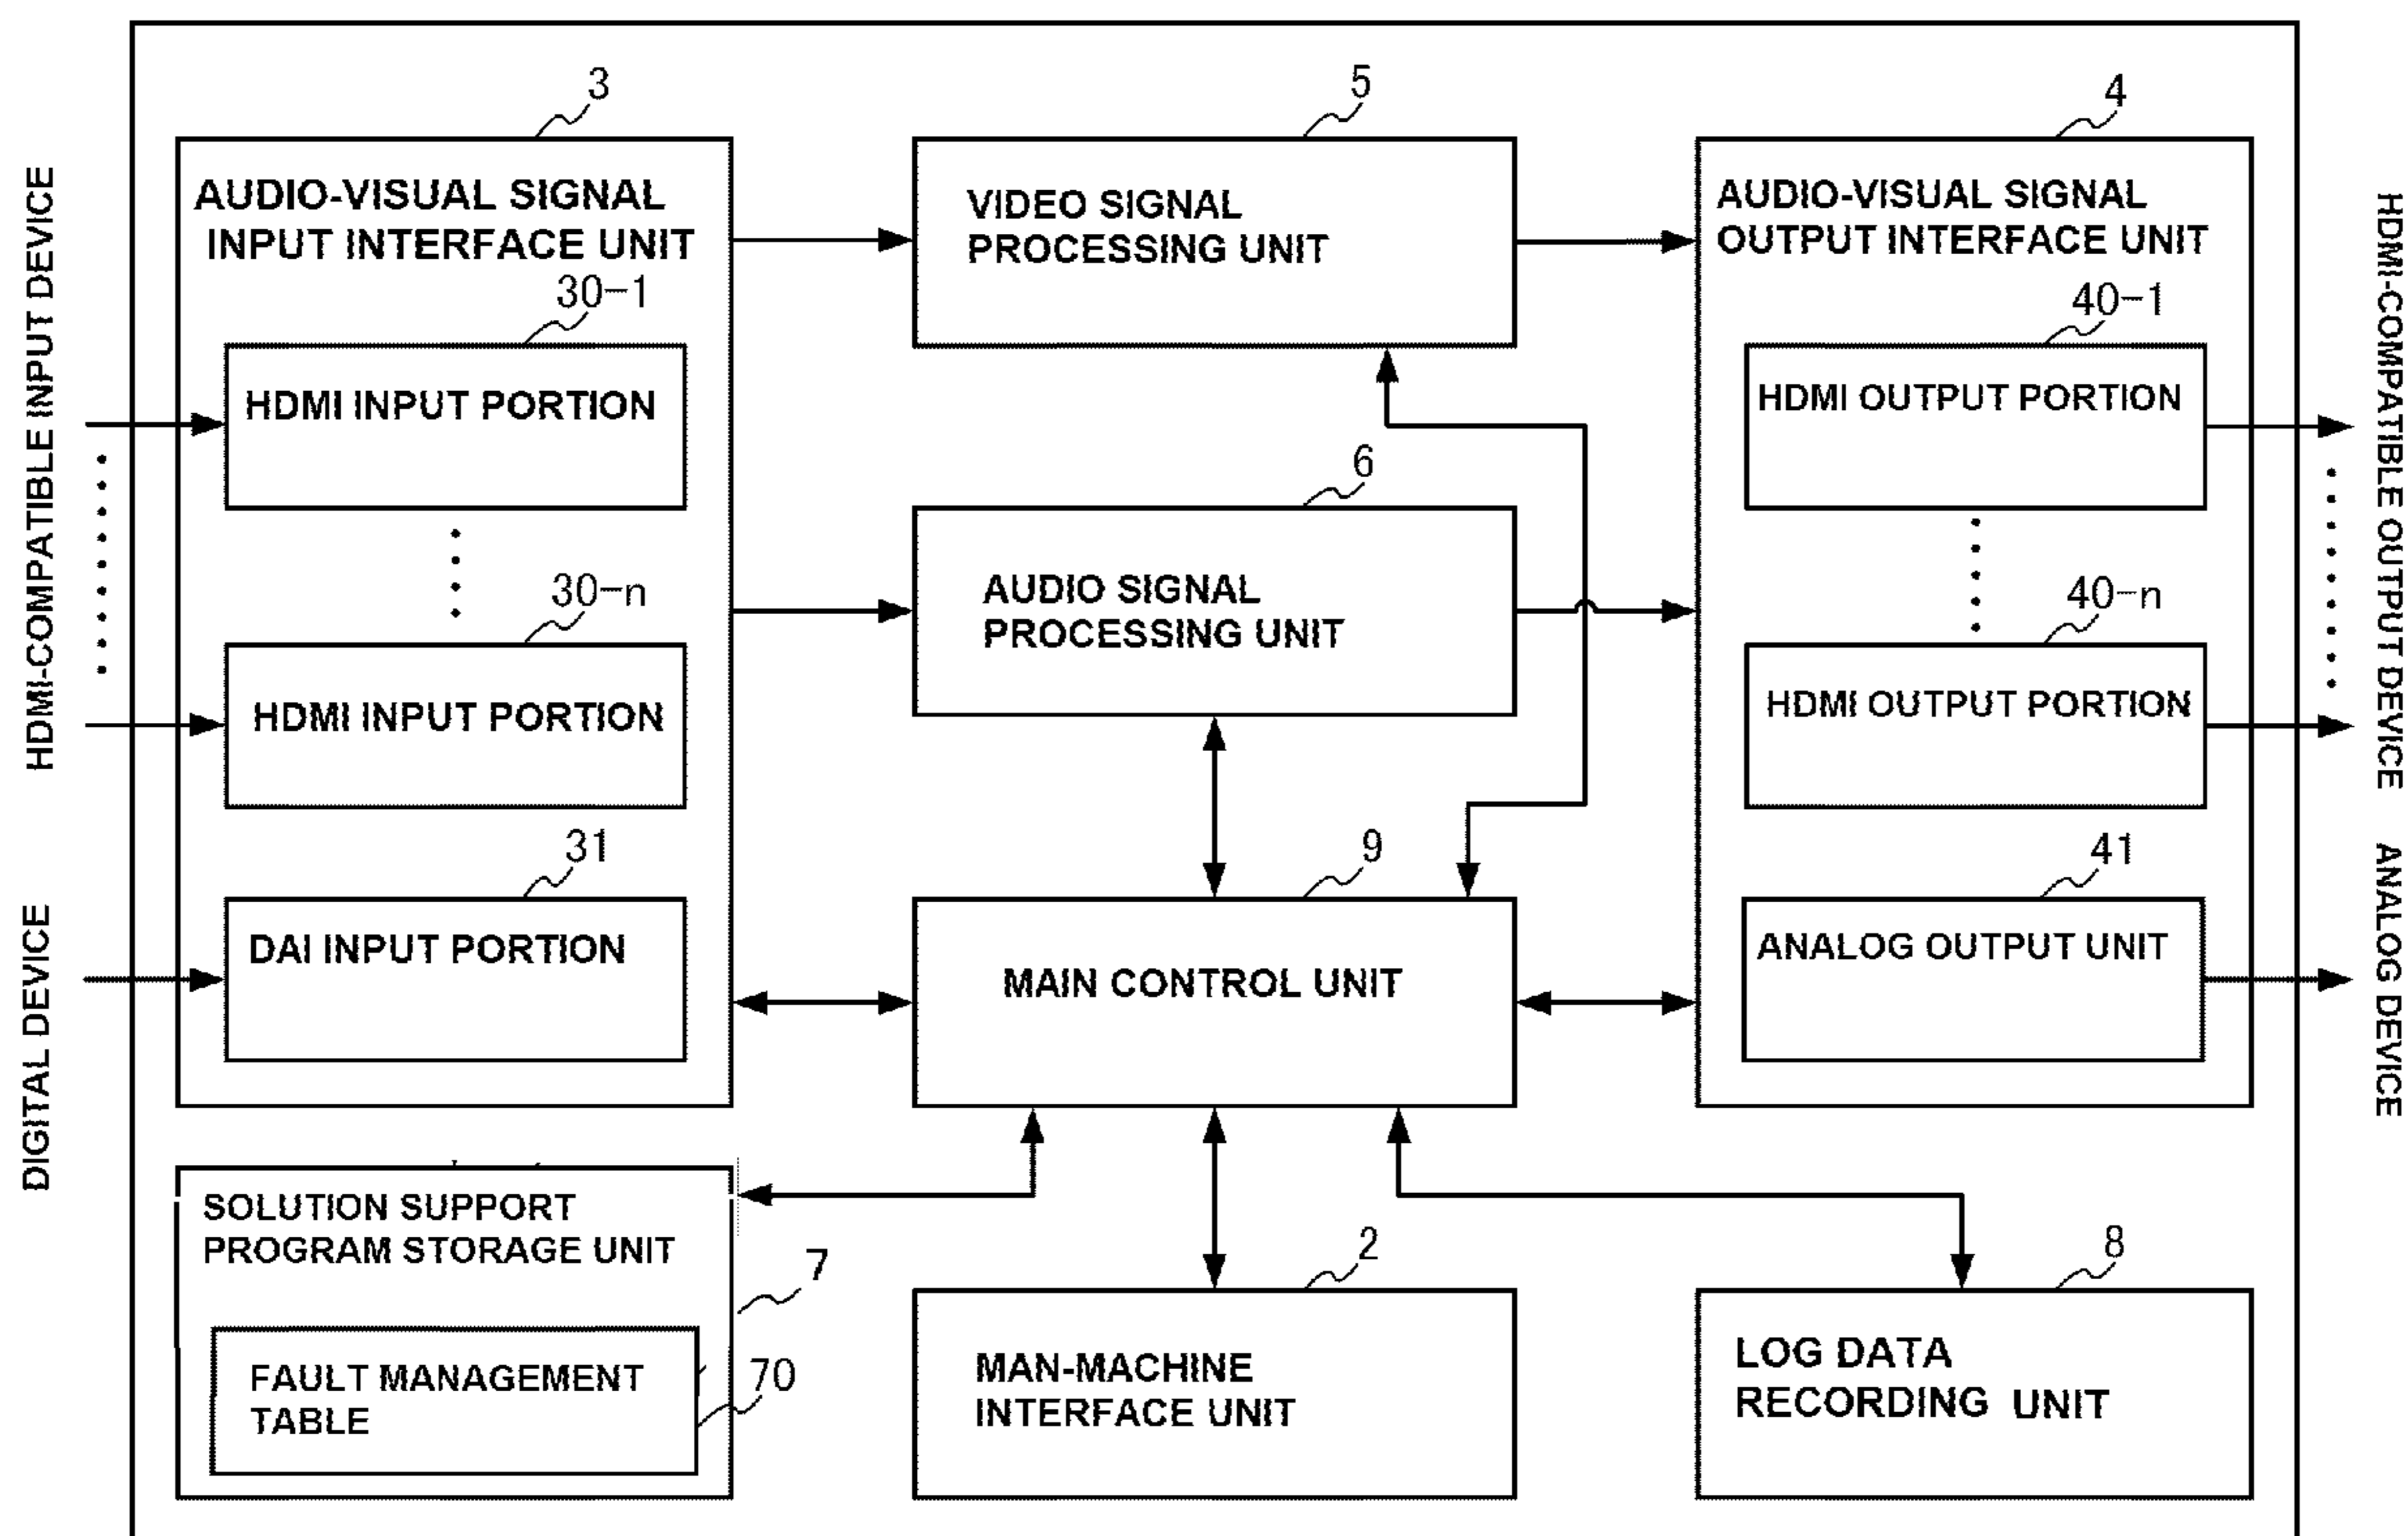 HDMI-COMPATIBLE INPUT DEVICE
DIGITAL DEVICE
3
AUDIO-VISUAL SIGNAL
INPUT INTERFACE UNIT
30-1
HDMI INPUT PORTION
30-n
HDMI INPUT PORTION
31
DAI INPUT PORTION
5
VIDEO SIGNAL
PROCESSING UNIT
6
AUDIO SIGNAL
PROCESSING UNIT
9
MAIN CONTROL UNIT
4
AUDIO-VISUAL SIGNAL
OUTPUT INTERFACE UNIT
40-1
HDMI OUTPUT PORTION
40-n
HDMI OUTPUT PORTION
41
ANALOG OUTPUT UNIT
HDMI-COMPATIBLE OUTPUT DEVICE
ANALOG DEVICE
SOLUTION SUPPORT
PROGRAM STORAGE UNIT
7
FAULT MANAGEMENT
TABLE
70
2
MAN-MACHINE
INTERFACE UNIT
8
LOG DATA
RECORDING UNIT